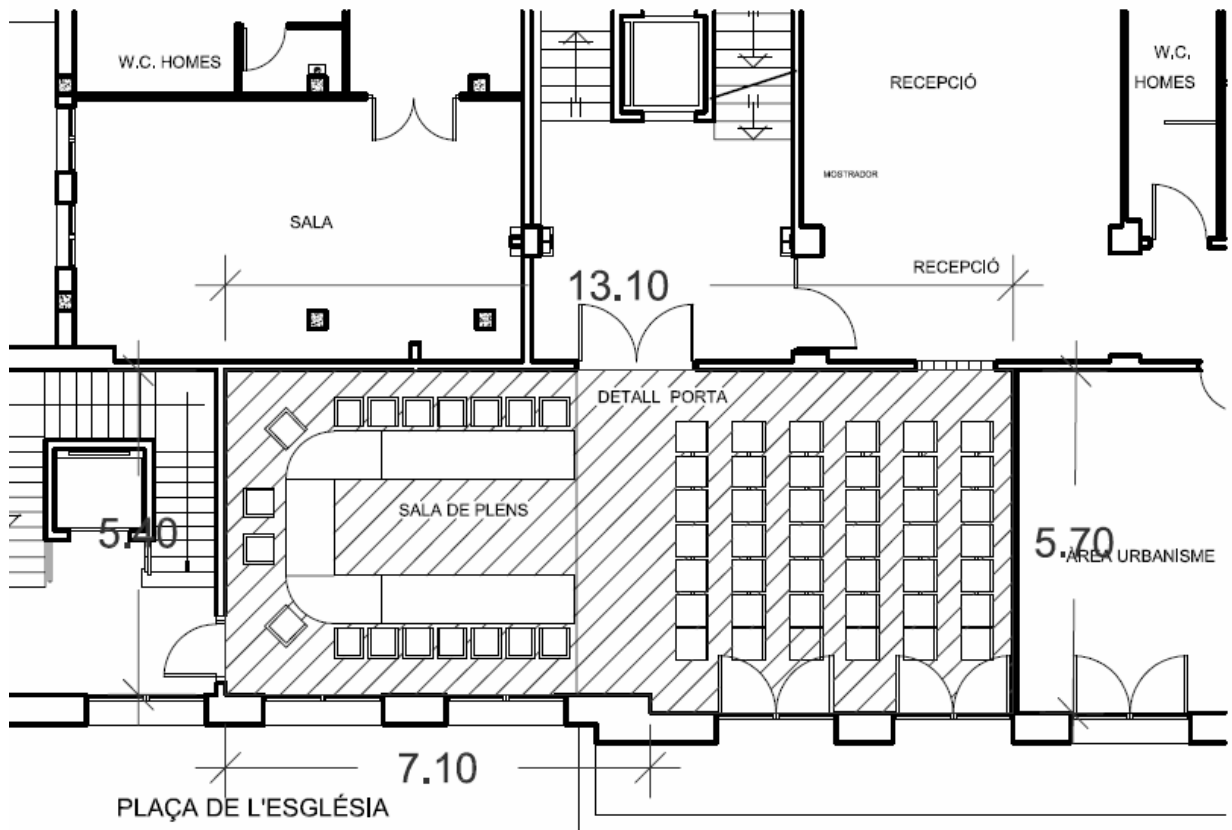 W.C. HOMES
W.C.
HOMES
RECEPCIÓ
MOSTRADOR
SALA
RECEPCIÓ
13.10
DETALL PORTA
SALA DE PLENS
5.40
5.70
ÀREA URBANISME
7.10
PLAÇA DE L'ESGLÉSIA